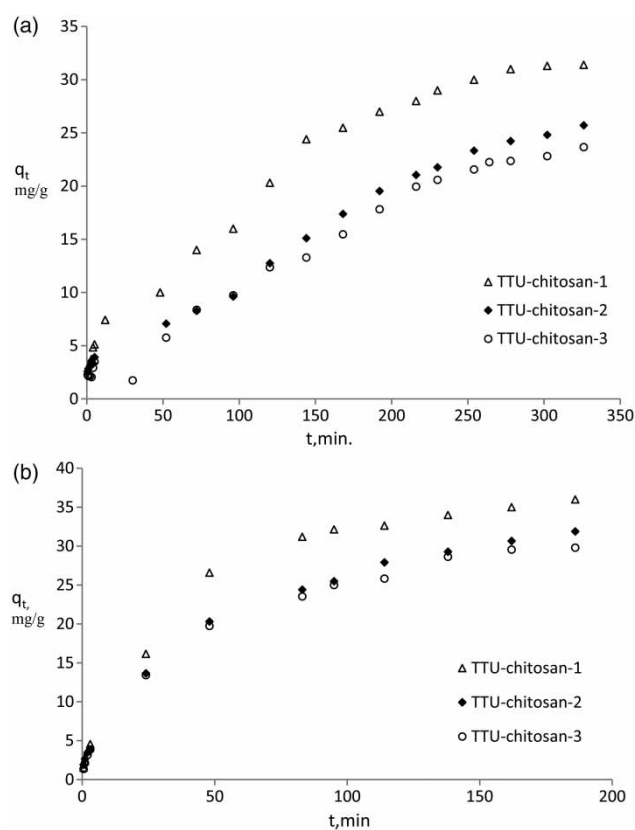 (a)
35
30
25
20
15
10
5
0
qt
mg/g
0 50 100 150 200 250 300 350
t,min.
TTU-chitosan-1
TTU-chitosan-2
TTU-chitosan-3
(b)
40
35
30
25
20
15
10
5
0
qt,
mg/g
0 50 100 150 200
t,min
TTU-chitosan-1
TTU-chitosan-2
TTU-chitosan-3